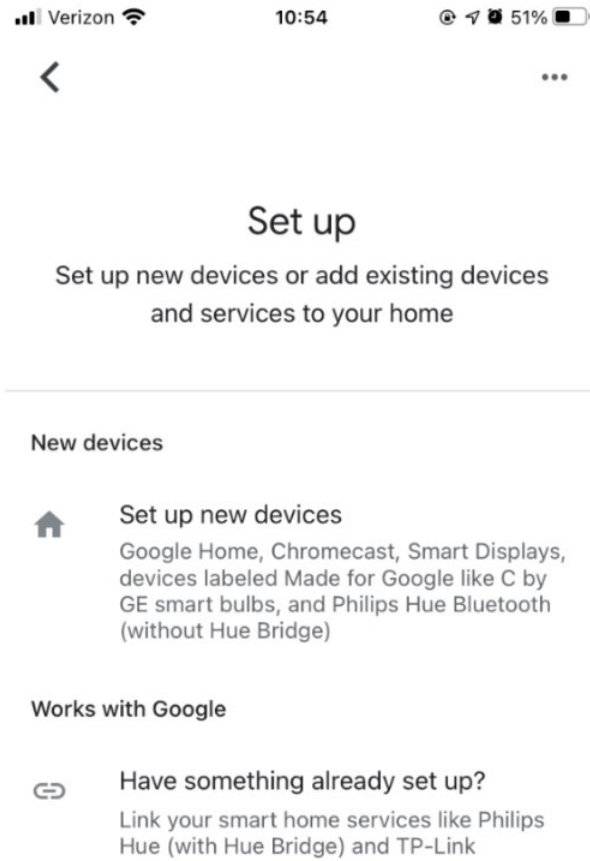 Verizon 10:54 51%
Set up
Set up new devices or add existing devices
and services to your home
New devices
Set up new devices
Google Home, Chromecast, Smart Displays,
devices labeled Made for Google like C by
GE smart bulbs, and Philips Hue Bluetooth
(without Hue Bridge)
Works with Google
Have something already set up?
Link your smart home services like Philips
Hue (with Hue Bridge) and TP-Link